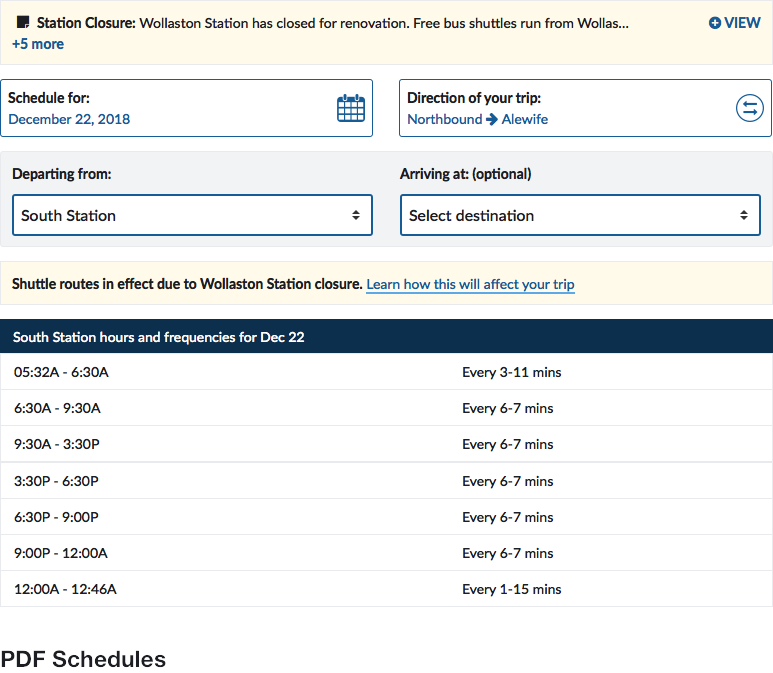 Station Closure: Wollaston Station has closed for renovation. Free bus shuttles run from Wollas...
VIEW
+5 more
Schedule for:
December 22, 2018
Direction of your trip:
Northbound → Alewife
Departing from:
South Station
Arriving at: (optional)
Select destination
Shuttle routes in effect due to Wollaston Station closure. Learn how this will affect your trip
South Station hours and frequencies for Dec 22
05:32A - 6:30A Every 3-11 mins
6:30A - 9:30A Every 6-7 mins
9:30A - 3:30P Every 6-7 mins
3:30P - 6:30P Every 6-7 mins
6:30P - 9:00P Every 6-7 mins
9:00P - 12:00A Every 6-7 mins
12:00A - 12:46A Every 1-15 mins
PDF Schedules